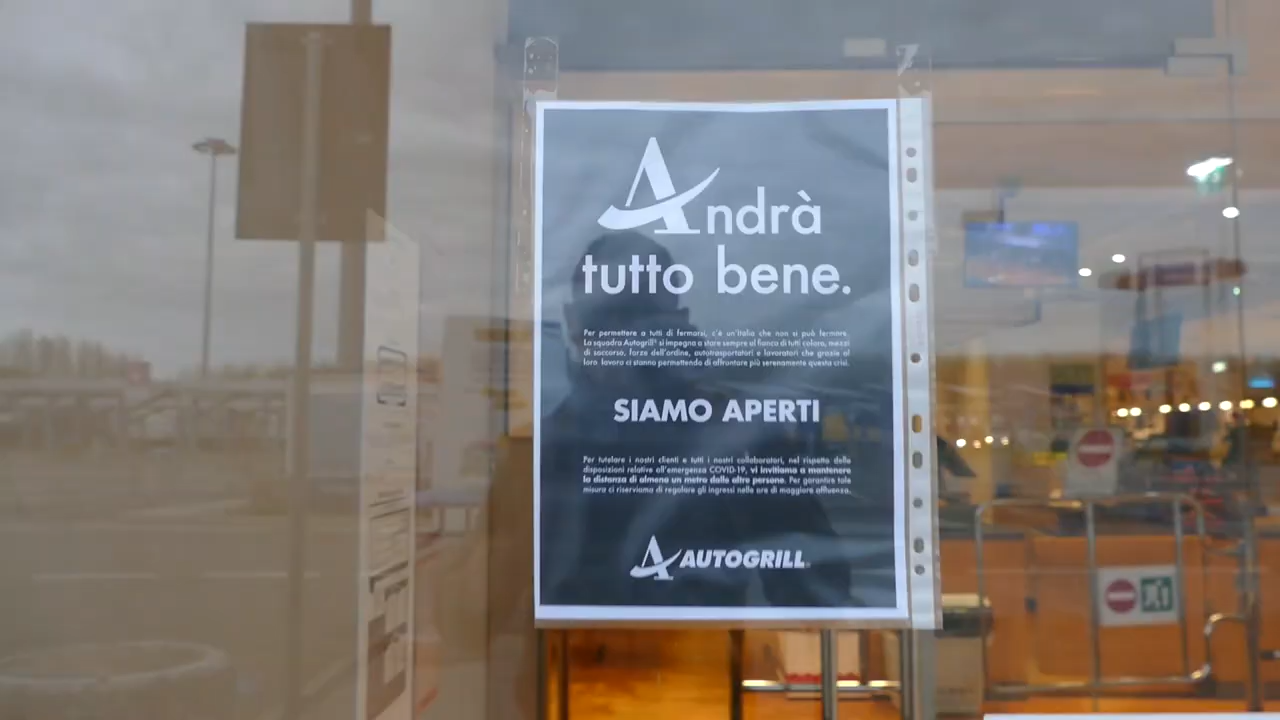 Andrà
tutto bene.
Per permettere a tutti di fermarsi, c'è un'Italia che non si può fermare.
La squadra Autogrill® si impegna a stare sempre al fianco di tutti coloro, mezzi
di soccorso, forze dell'ordine, autotrasportatori e lavoratori che grazie al
loro lavoro ci stanno permettendo di affrontare più serenamente questa crisi.
SIAMO APERTI
Per tutelare i nostri clienti e tutti i nostri collaboratori, nel rispetto delle
disposizioni relative all'emergenza COVID-19, vi invitiamo a mantenere
la distanza di almeno un metro dalle altre persone. Per garantire tale
misura ci riserviamo di regolare gli ingressi nelle ore di maggiore affluenza.
AUTOGRILL